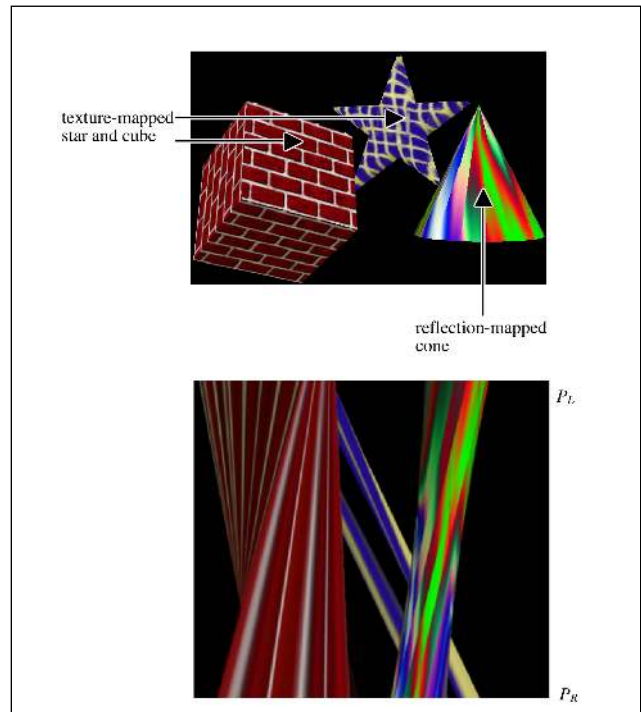 texture-mapped
star and cube
reflection-mapped
cone
P_L
P_R